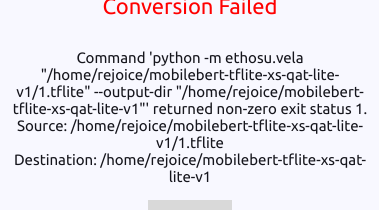 Conversion Failed
Command 'python -m ethosu.vela
"/home/rejoice/mobilebert-tflite-xs-qat-lite-
v1/1.tflite" --output-dir "/home/rejoice/mobilebert-
tflite-xs-qat-lite-v1"' returned non-zero exit status 1.
Source: /home/rejoice/mobilebert-tflite-xs-qat-lite-
v1/1.tflite
Destination: /home/rejoice/mobilebert-tflite-xs-qat-
lite-v1